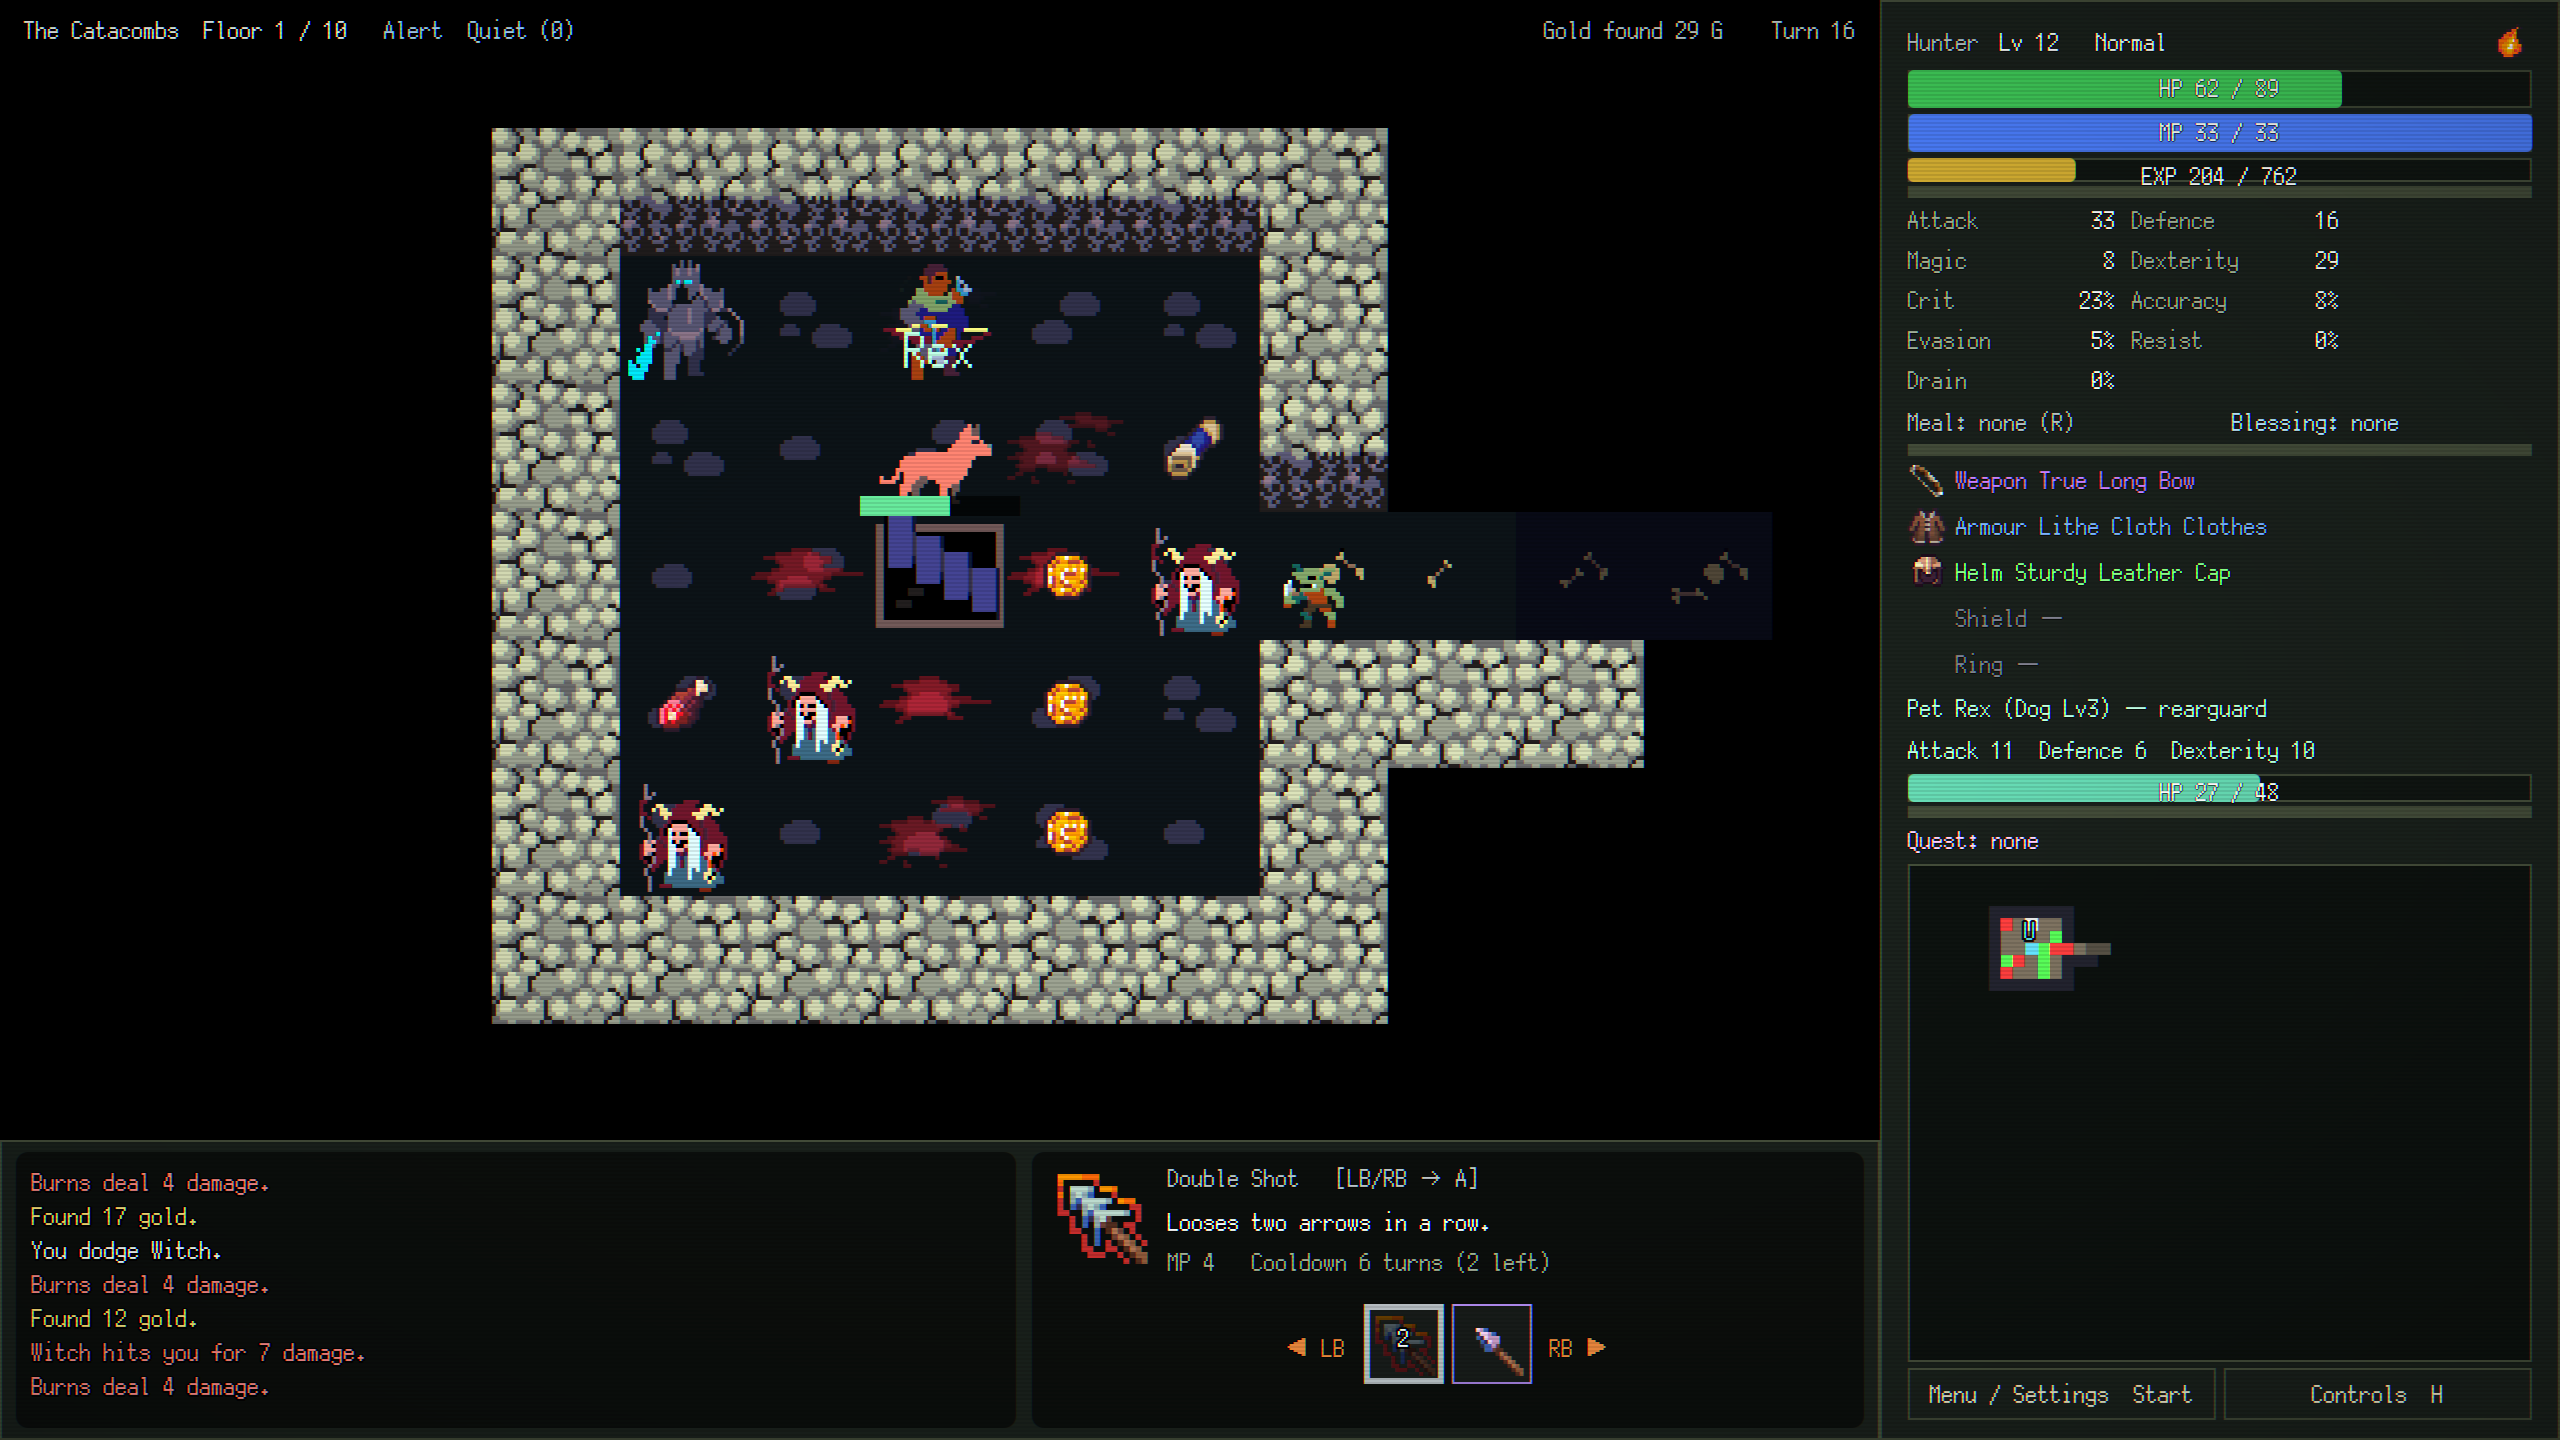 The Catacombs Floor 1 / 10 Alert Quiet (0)
Gold found 29 G Turn 16
Rex
Burns deal 4 damage.
Found 17 gold.
You dodge Witch.
Burns deal 4 damage.
Found 12 gold.
Witch hits you for 7 damage.
Burns deal 4 damage.
Double Shot [LB/RB → A]
Looses two arrows in a row.
MP 4 Cooldown 6 turns (2 left)
◀ LB 2 RB ▶
Hunter Lv 12 Normal
HP 62 / 89
MP 33 / 33
EXP 204 / 762
Attack 33 Defence 16
Magic 8 Dexterity 29
Crit 23% Accuracy 8%
Evasion 5% Resist 0%
Drain 0%
Meal: none (R) Blessing: none
Weapon True Long Bow
Armour Lithe Cloth Clothes
Helm Sturdy Leather Cap
Shield —
Ring —
Pet Rex (Dog Lv3) — rearguard
Attack 11 Defence 6 Dexterity 10
HP 27 / 48
Quest: none
Menu / Settings Start
Controls H